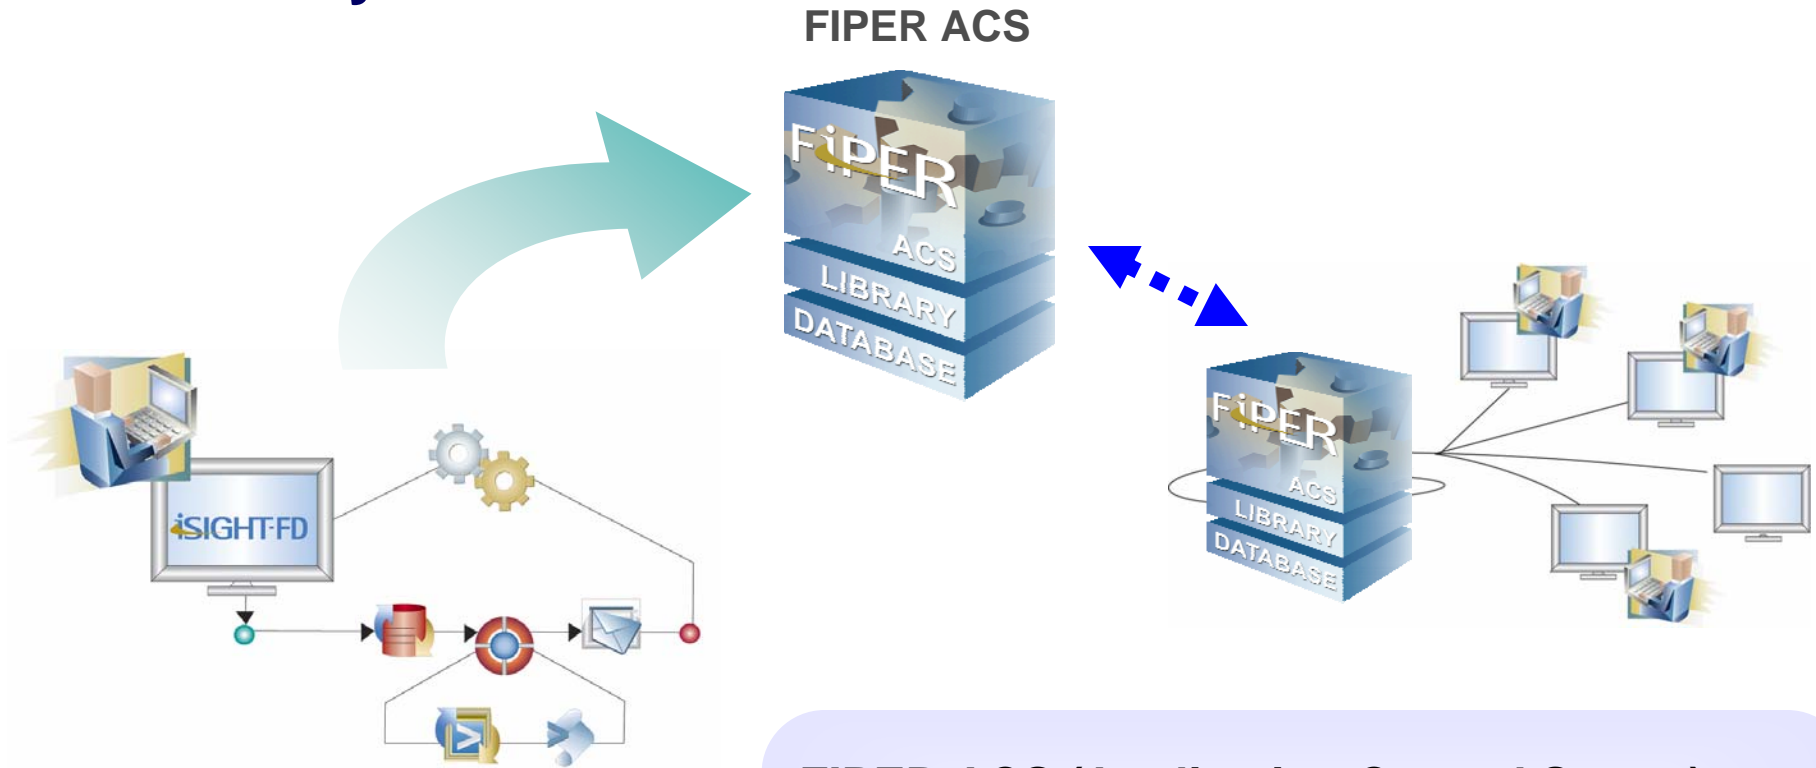 FIPER ACS
FiPER
ACS
LIBRARY
DATABASE
FiPER
ACS
LIBRARY
DATABASE
iSIGHT-FD